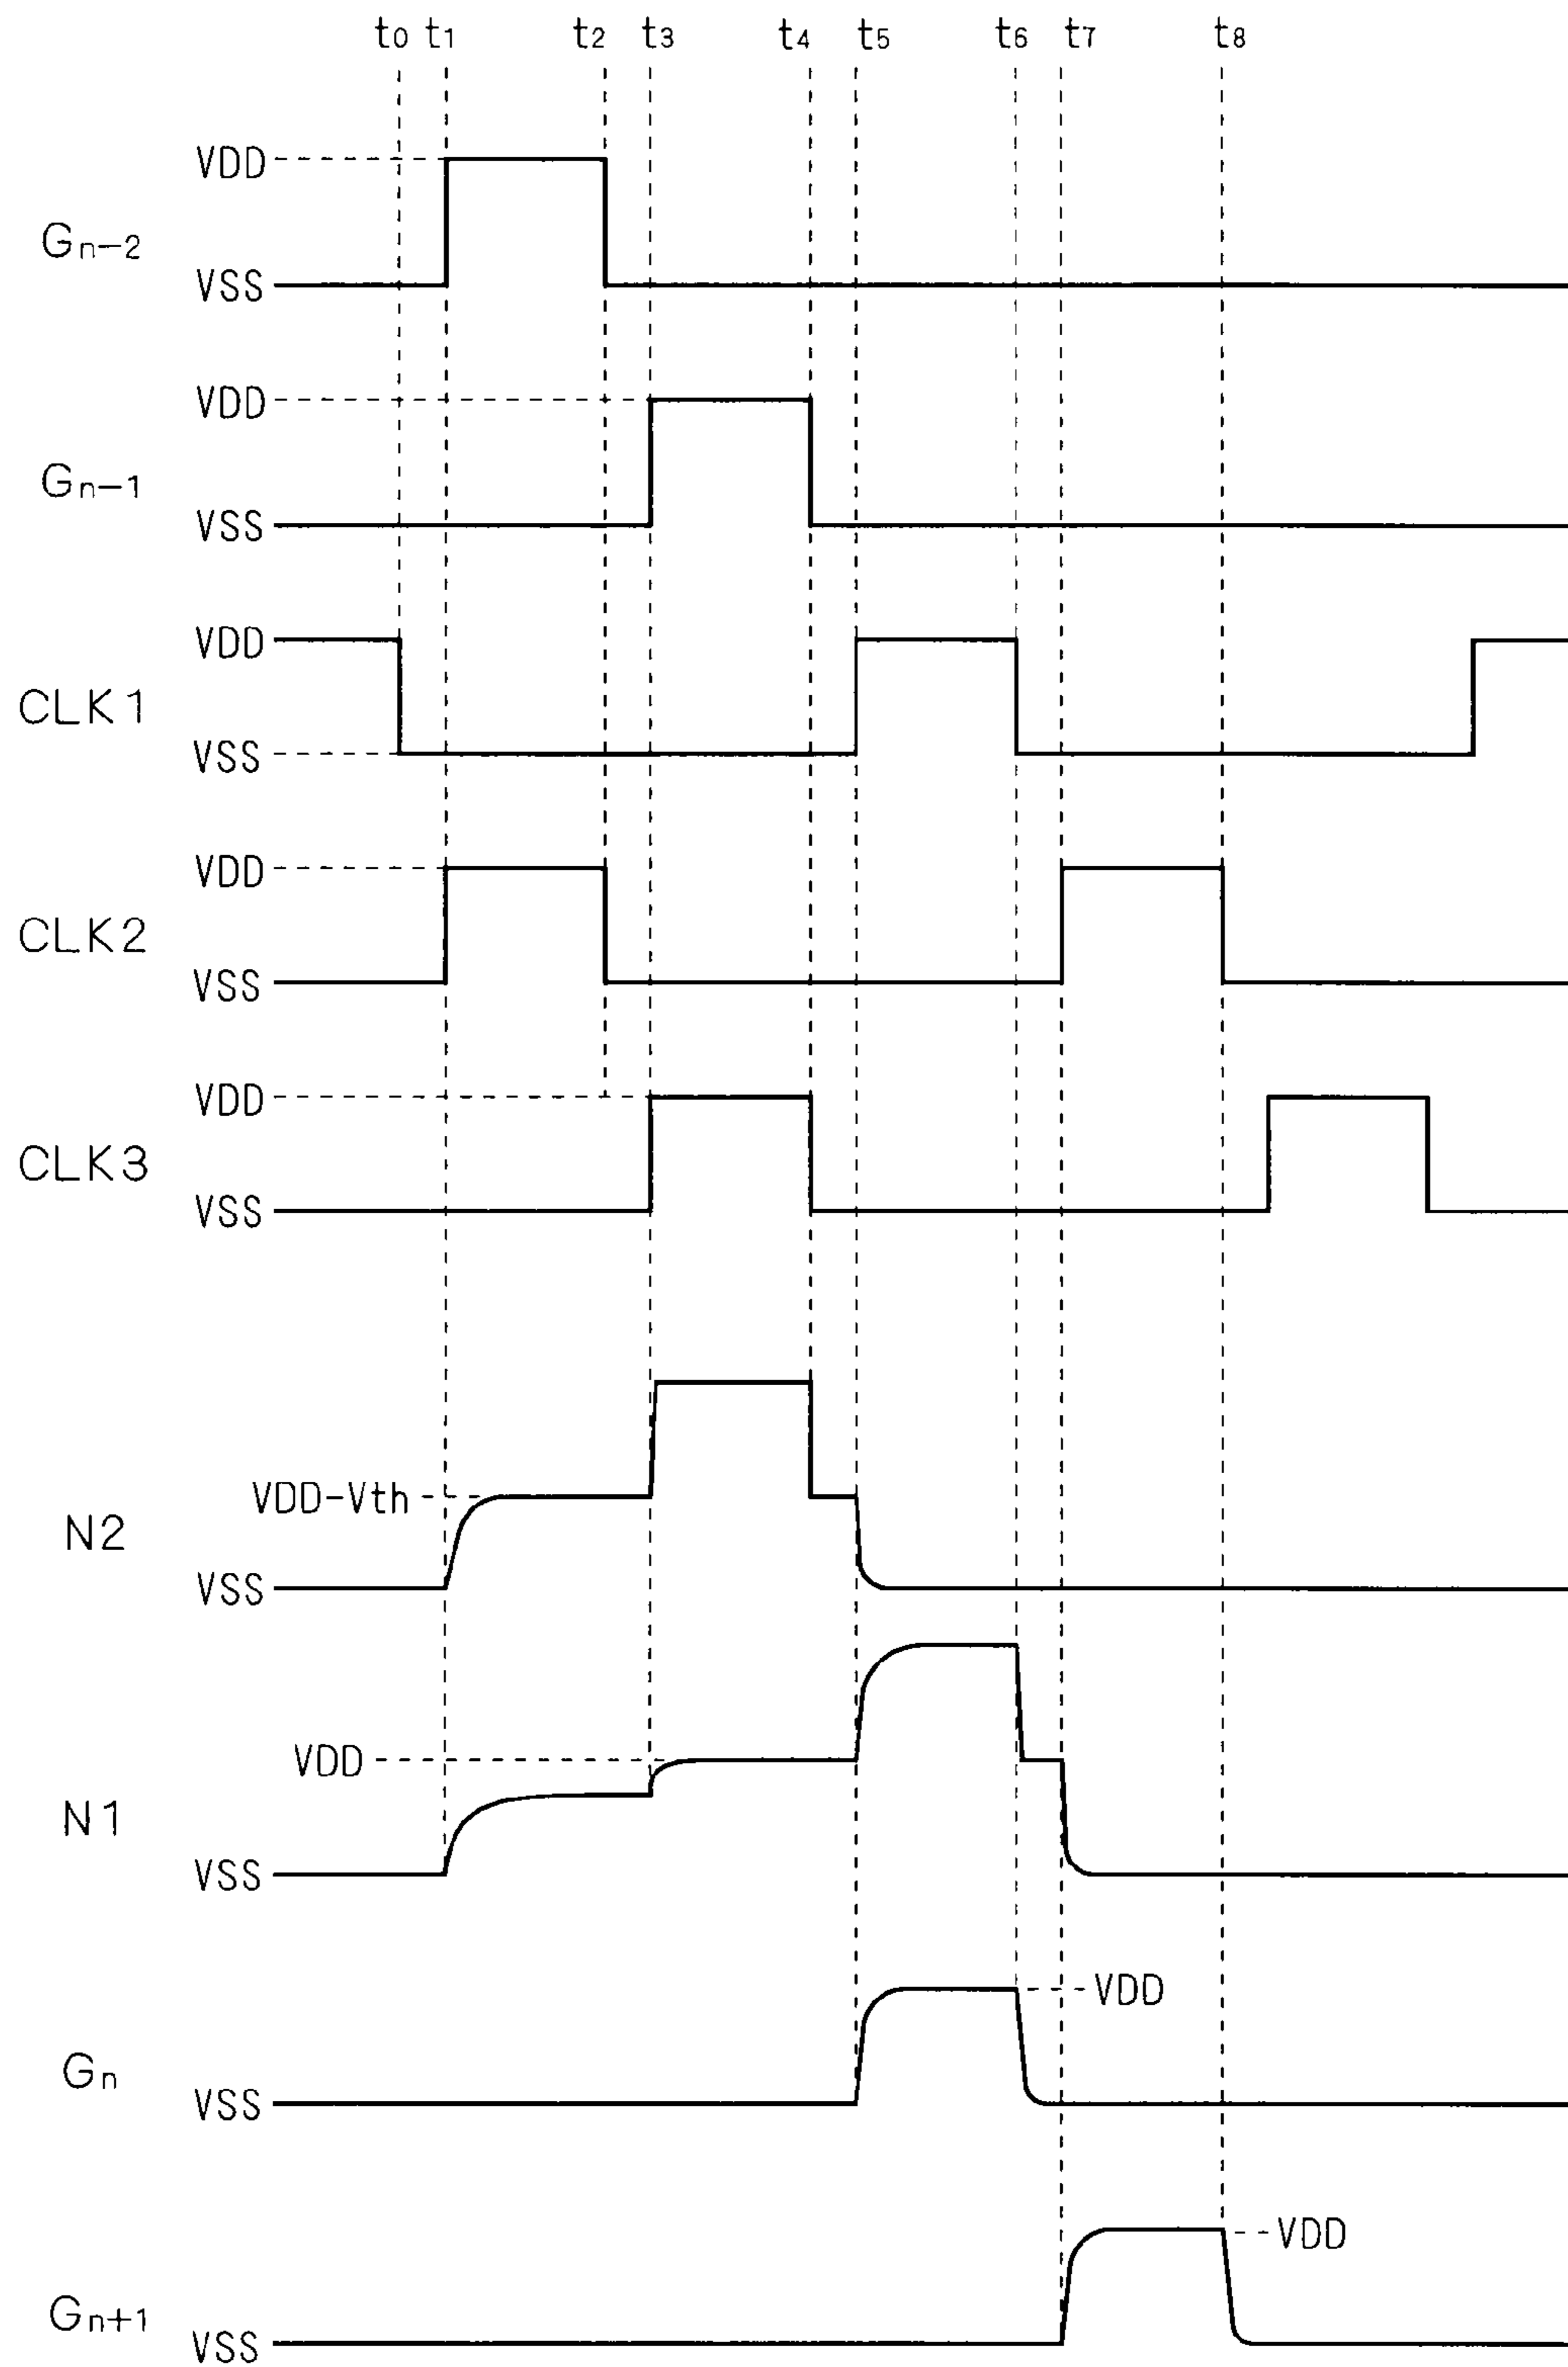 t0 t1 t2 t3 t4 t5 t6 t7 t8
VDD
Gn-2
VSS
VDD
Gn-1
VSS
VDD
CLK1
VSS
VDD
CLK2
VSS
VDD
CLK3
VSS
VDD-Vth
N2
VSS
VDD
N1
VSS
VDD
Gn
VSS
VDD
Gn+1
VSS